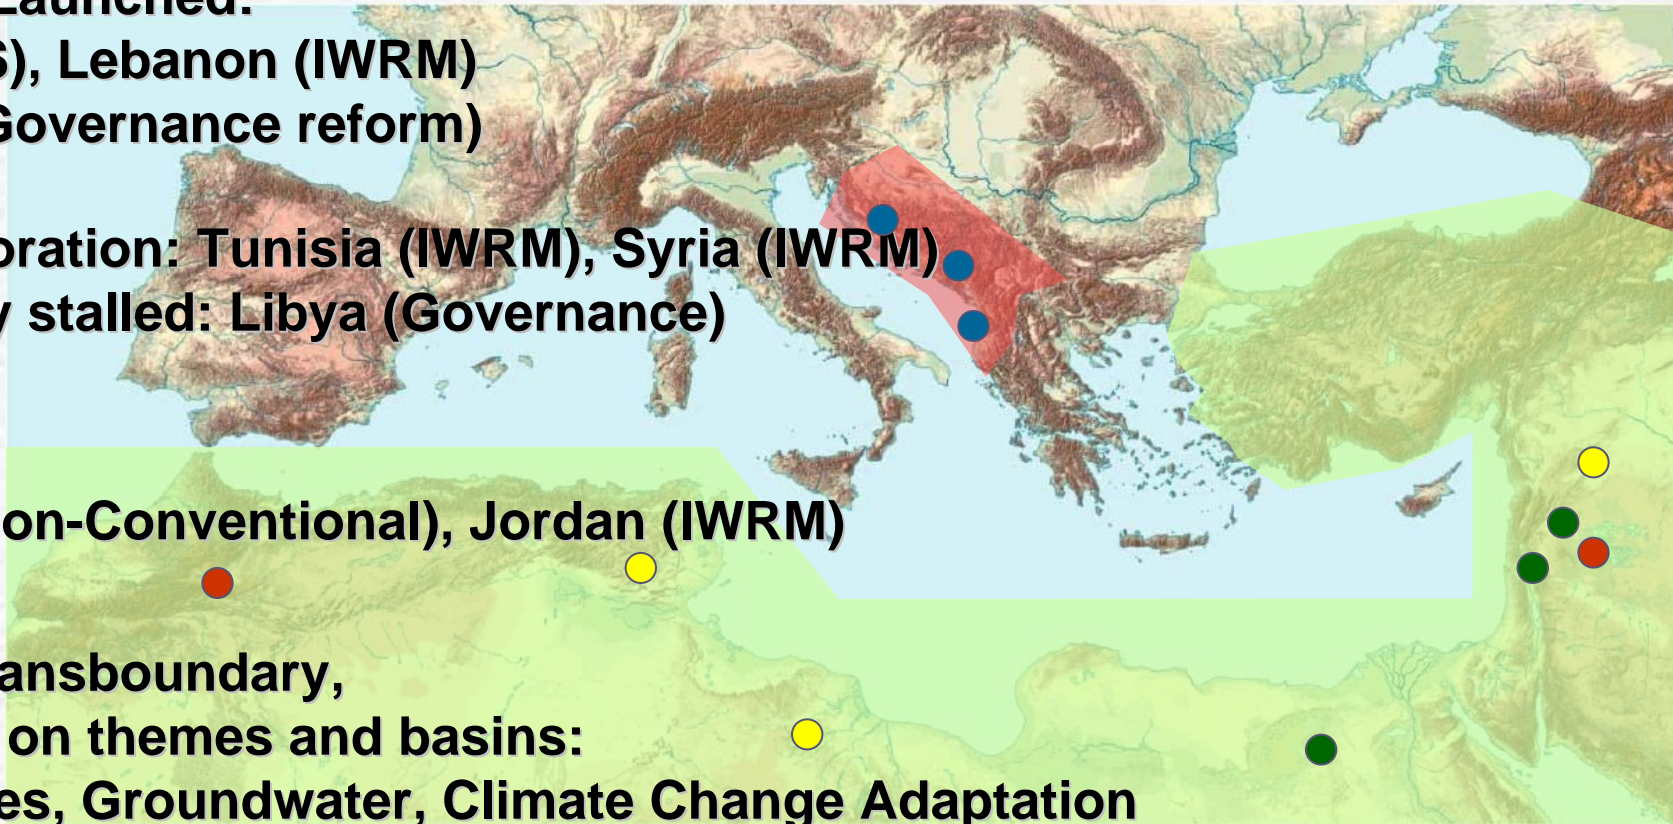 Launched:
S), Lebanon (IWRM)
Governance reform)
oration: Tunisia (IWRM), Syria (IWRM)
y stalled: Libya (Governance)
on-Conventional), Jordan (IWRM)
ansboundary,
on themes and basins:
es, Groundwater, Climate Change Adaptation